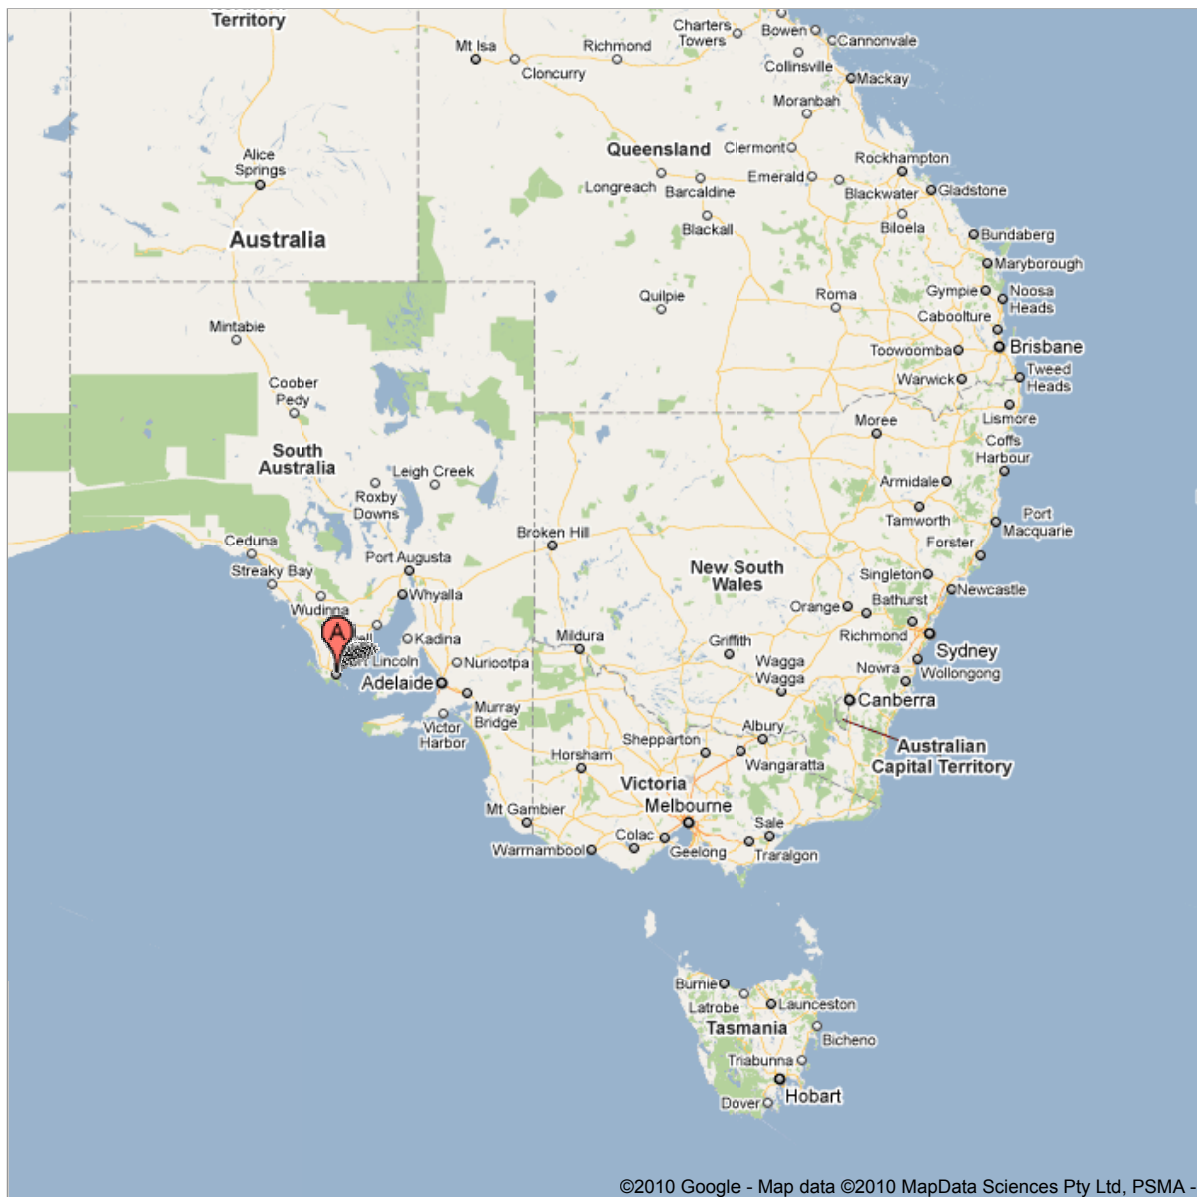 Territory
Charters
Towers
Bowen
Cannonvale
Mt Isa
Richmond
Cloncurry
Collinsville
Mackay
Moranbah
Alice
Springs
Queensland
Clermont
Rockhampton
Longreach
Barcaldine
Emerald
Blackwater
Gladstone
Blackall
Biloela
Australia
Bundaberg
Maryborough
Quilpie
Roma
Gympie
Noosa
Heads
Caboolture
Mintabie
Toowoomba
Brisbane
Warwick
Tweed
Heads
Coober
Pedy
Lismore
Moree
South
Australia
Coffs
Harbour
Leigh Creek
Roxby
Downs
Armidale
Tamworth
Port
Macquarie
Ceduna
Broken Hill
Forster
Port Augusta
Streaky Bay
New South
Wales
Singleton
Whyalla
Newcastle
Wudinna
Orange
Bathurst
A
Kadina
Mildura
Griffith
Richmond
Sydney
Lincoln
Nuriootpa
Wagga
Wagga
Nowra
Wollongong
Adelaide
Canberra
Murray
Bridge
Victor
Harbor
Albury
Shepparton
Wangaratta
Australian
Capital Territory
Horsham
Victoria
Melbourne
Mt Gambier
Colac
Sale
Warrnambool
Geelong
Traralgon
Burnie
Latrobe
Launceston
Tasmania
Bicheno
Triabunna
Dover
Hobart
©2010 Google - Map data ©2010 MapData Sciences Pty Ltd, PSMA -